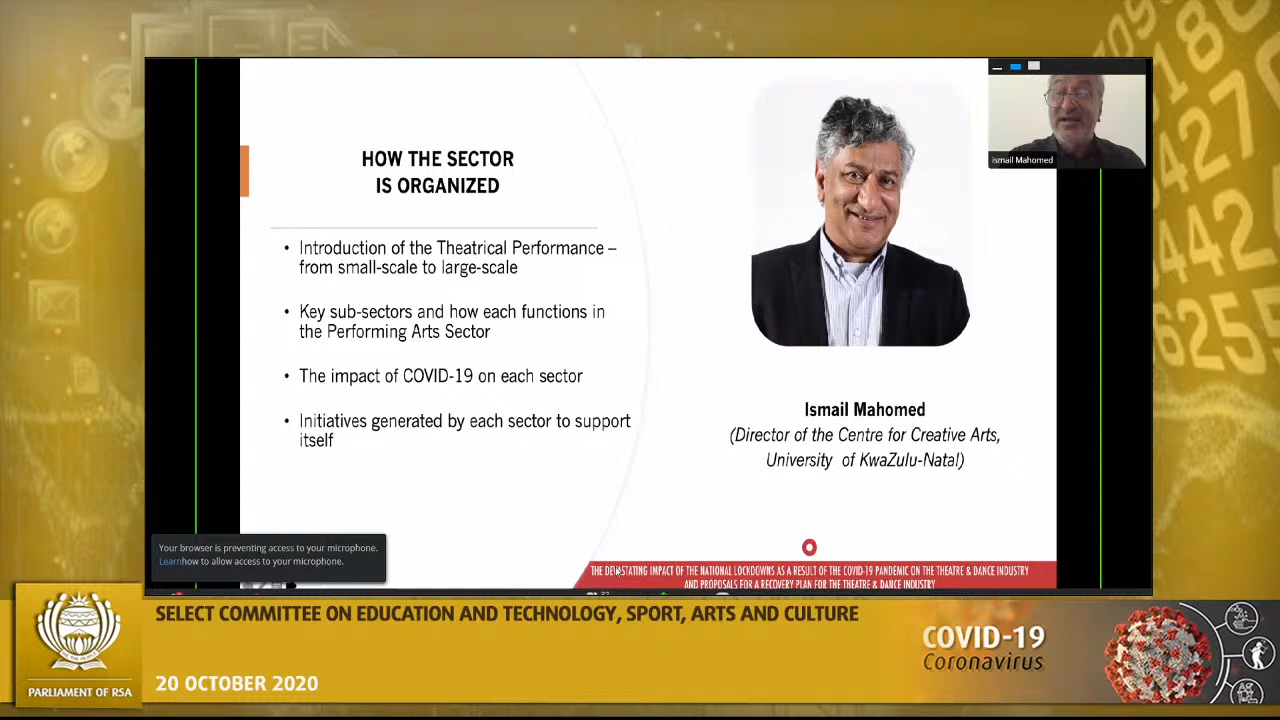 HOW THE SECTOR
IS ORGANIZED
• Introduction of the Theatrical Performance –
from small-scale to large-scale
• Key sub-sectors and how each functions in
the Performing Arts Sector
• The impact of COVID-19 on each sector
• Initiatives generated by each sector to support
itself
ismail Mahomed
Ismail Mahomed
(Director of the Centre for Creative Arts,
University of KwaZulu-Natal)
Your browser is preventing access to your microphone.
Learnhow to allow access to your microphone.
THE DEVASTATING IMPACT OF THE NATIONAL LOCKDOWNS AS A RESULT OF THE COVID-19 PANDEMIC ON THE THEATRE & DANCE INDUSTRY
AND PROPOSALS FOR A RECOVERY PLAN FOR THE THEATRE & DANCE INDUSTRY
SELECT COMMITTEE ON EDUCATION AND TECHNOLOGY, SPORT, ARTS AND CULTURE
COVID-19
Coronavirus
PARLIAMENT OF RSA
20 OCTOBER 2020